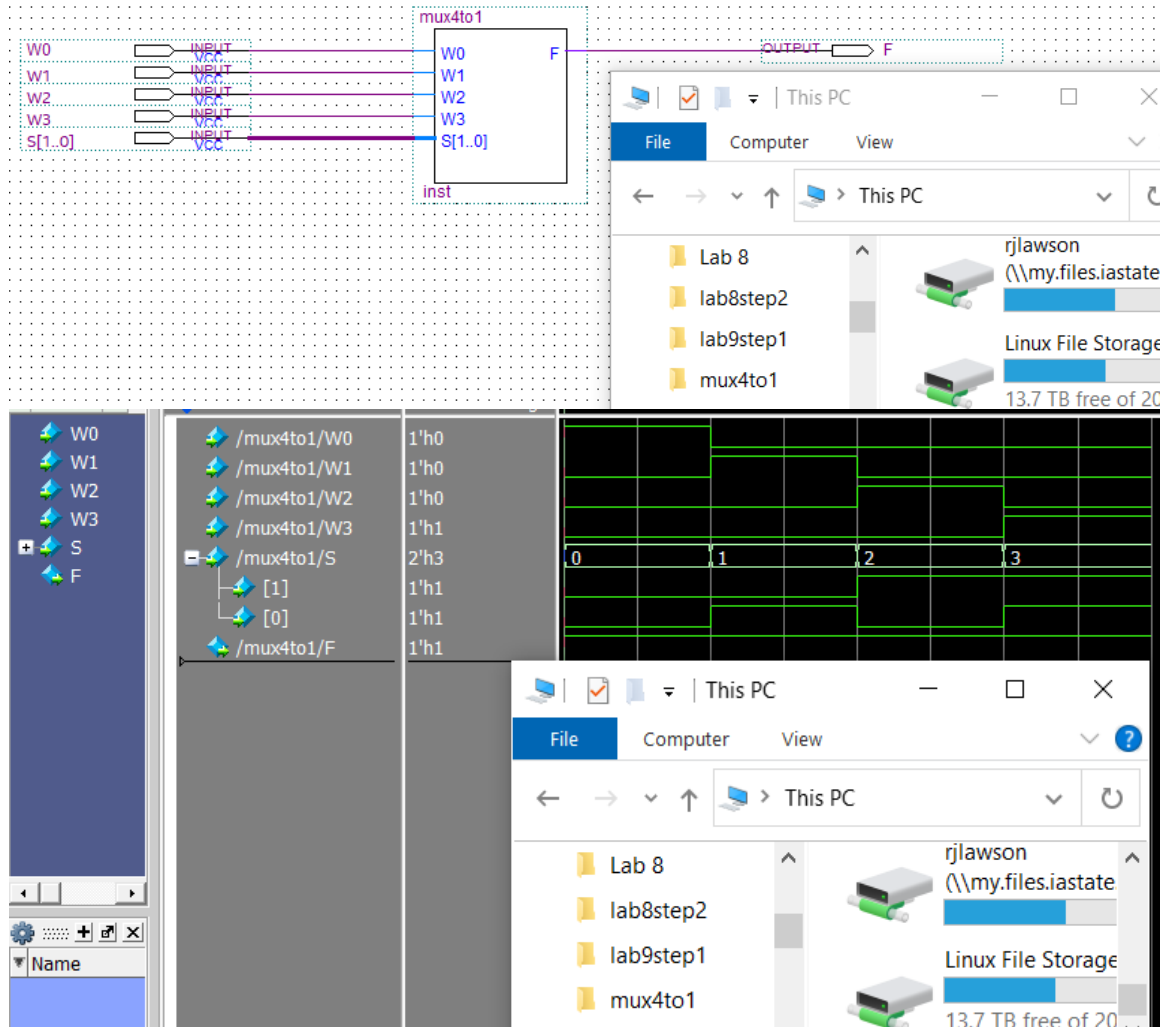 mux4to1
W0 INPUT VCC W0 F OUTPUT F
W1 INPUT VCC W1
W2 INPUT VCC W2
W3 INPUT VCC W3
S[1..0] INPUT VCC S[1..0]
inst
This PC
File Computer View
This PC
Lab 8
lab8step2
lab9step1
mux4to1
rjlawson
(\\my.files.iastate
Linux File Storage
13.7 TB free of 20
W0
W1
W2
W3
S
F
/mux4to1/W0 1'h0
/mux4to1/W1 1'h0
/mux4to1/W2 1'h0
/mux4to1/W3 1'h1
/mux4to1/S 2'h3 0 1 2 3
[1] 1'h1
[0] 1'h1
/mux4to1/F 1'h1
Name
This PC
File Computer View
This PC
Lab 8
lab8step2
lab9step1
mux4to1
rjlawson
(\\my.files.iastate
Linux File Storage
13.7 TB free of 20